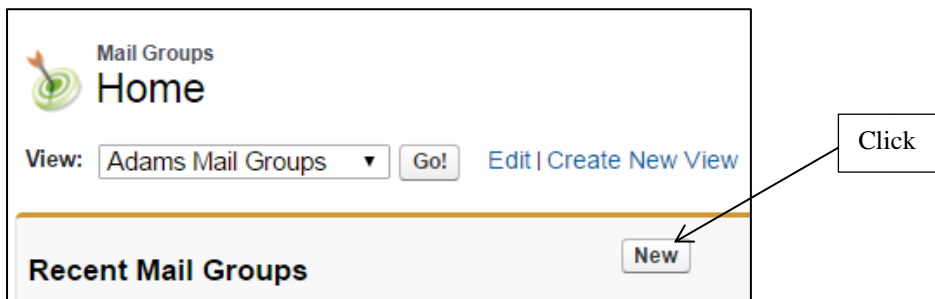 Mail Groups
Home
View: Adams Mail Groups Go! Edit | Create New View
Click
New
Recent Mail Groups